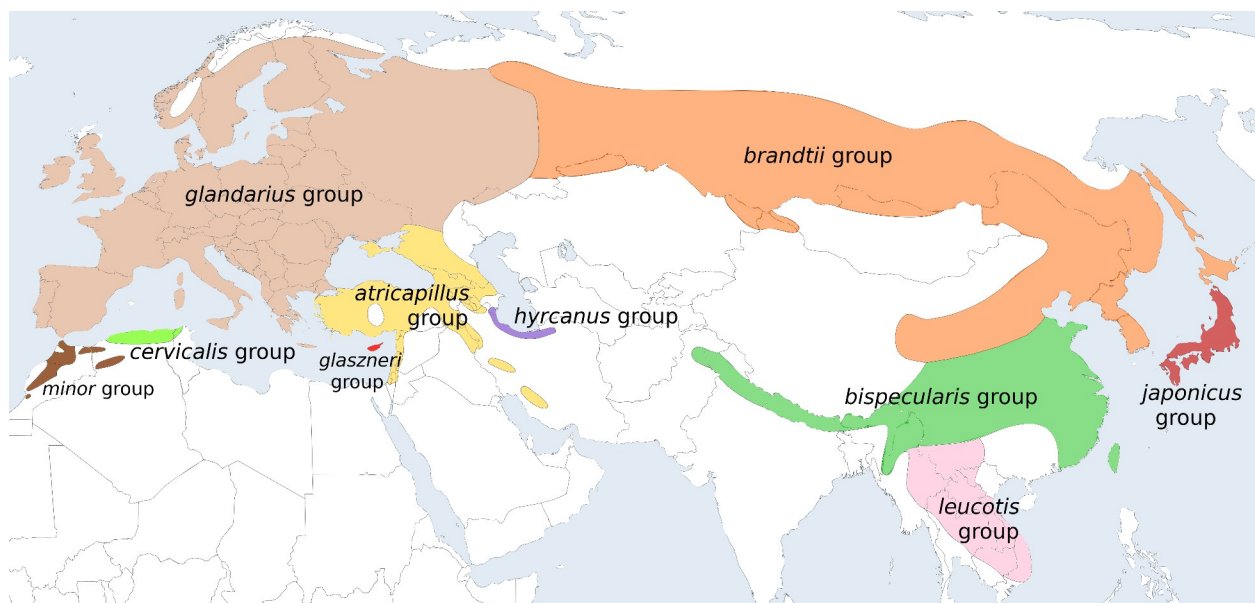 brandtii group
glandarius group
atricapillus
group
hyrcanus group
cervicalis group
glaszneri
group
minor group
bispecularis group
japonicus
group
leucotis
group